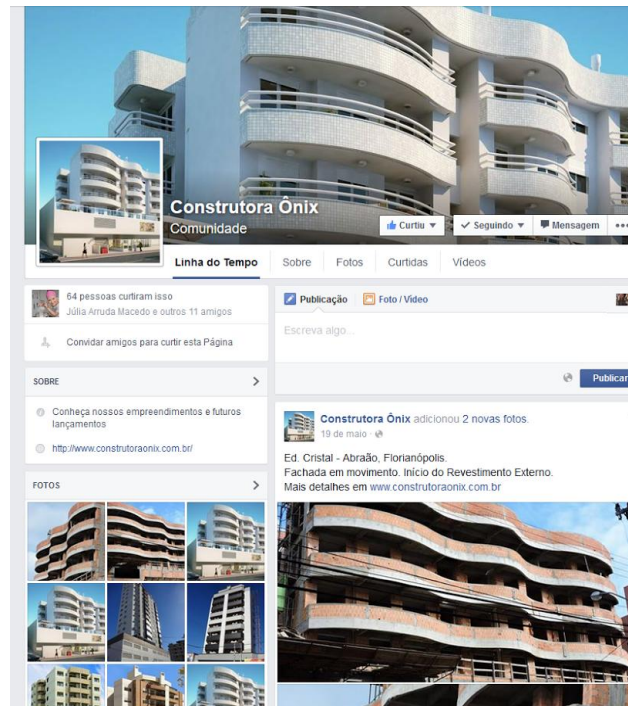 Construtora Ônix
Comunidade
Curtiu
Seguindo
Mensagem
Linha do Tempo
Sobre
Fotos
Curtidas
Vídeos
64 pessoas curtiram isso
Júlia Arruda Macedo e outros 11 amigos
Convidar amigos para curtir esta Página
SOBRE
Conheça nossos empreendimentos e futuros
lançamentos
http://www.construtoraonix.com.br/
FOTOS
Publicação
Foto / Vídeo
Escreva algo...
Publicar
Construtora Ônix adicionou 2 novas fotos.
19 de maio ·
Ed. Cristal - Abraão, Florianópolis.
Fachada em movimento. Início do Revestimento Externo.
Mais detalhes em www.construtoraonix.com.br